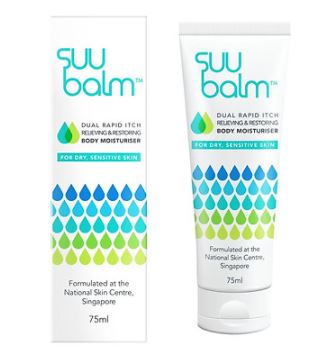 suu
balm™
DUAL RAPID ITCH
RELIEVING & RESTORING
BODY MOISTURISER
FOR DRY, SENSITIVE SKIN
Formulated at the
National Skin Centre,
Singapore
75ml
suu
balm™
DUAL RAPID ITCH
RELIEVING & RESTORING
BODY MOISTURISER
FOR DRY, SENSITIVE SKIN
Formulated at the
National Skin Centre,
Singapore
75ml